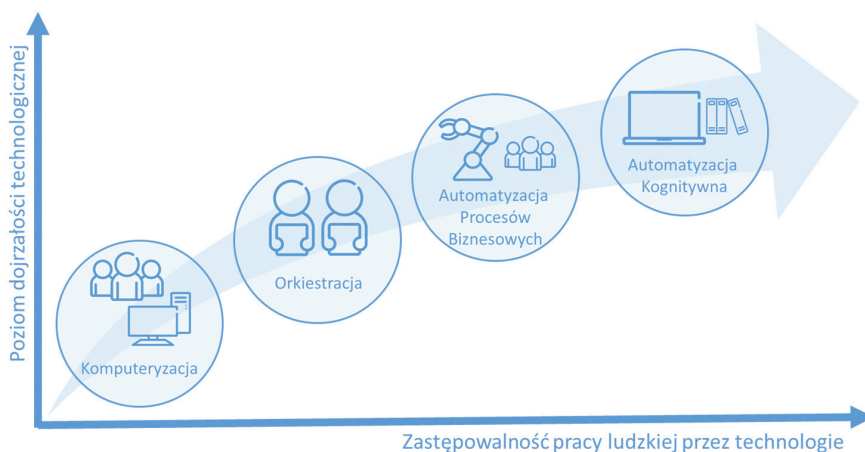 Poziom dojrzałości technologicznej
Komputeryzacja
Orkiestracja
Automatyzacja
Procesów
Biznesowych
Automatyzacja
Kognitywna
Zastępowalność pracy ludzkiej przez technologie